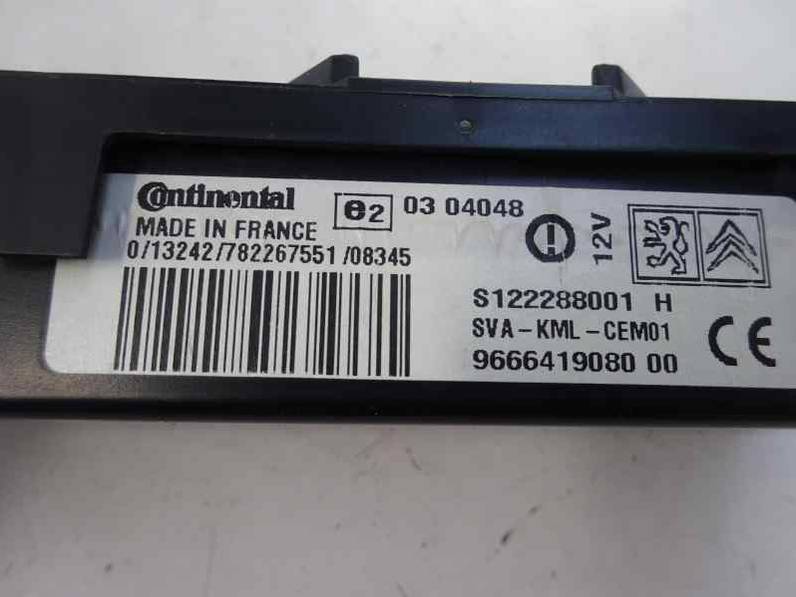 Continental
MADE IN FRANCE
0/13242/782267551/08345
e2 03 04048
12V
S122288001 H
SVA-KML-CEM01
9666419080 00
CE